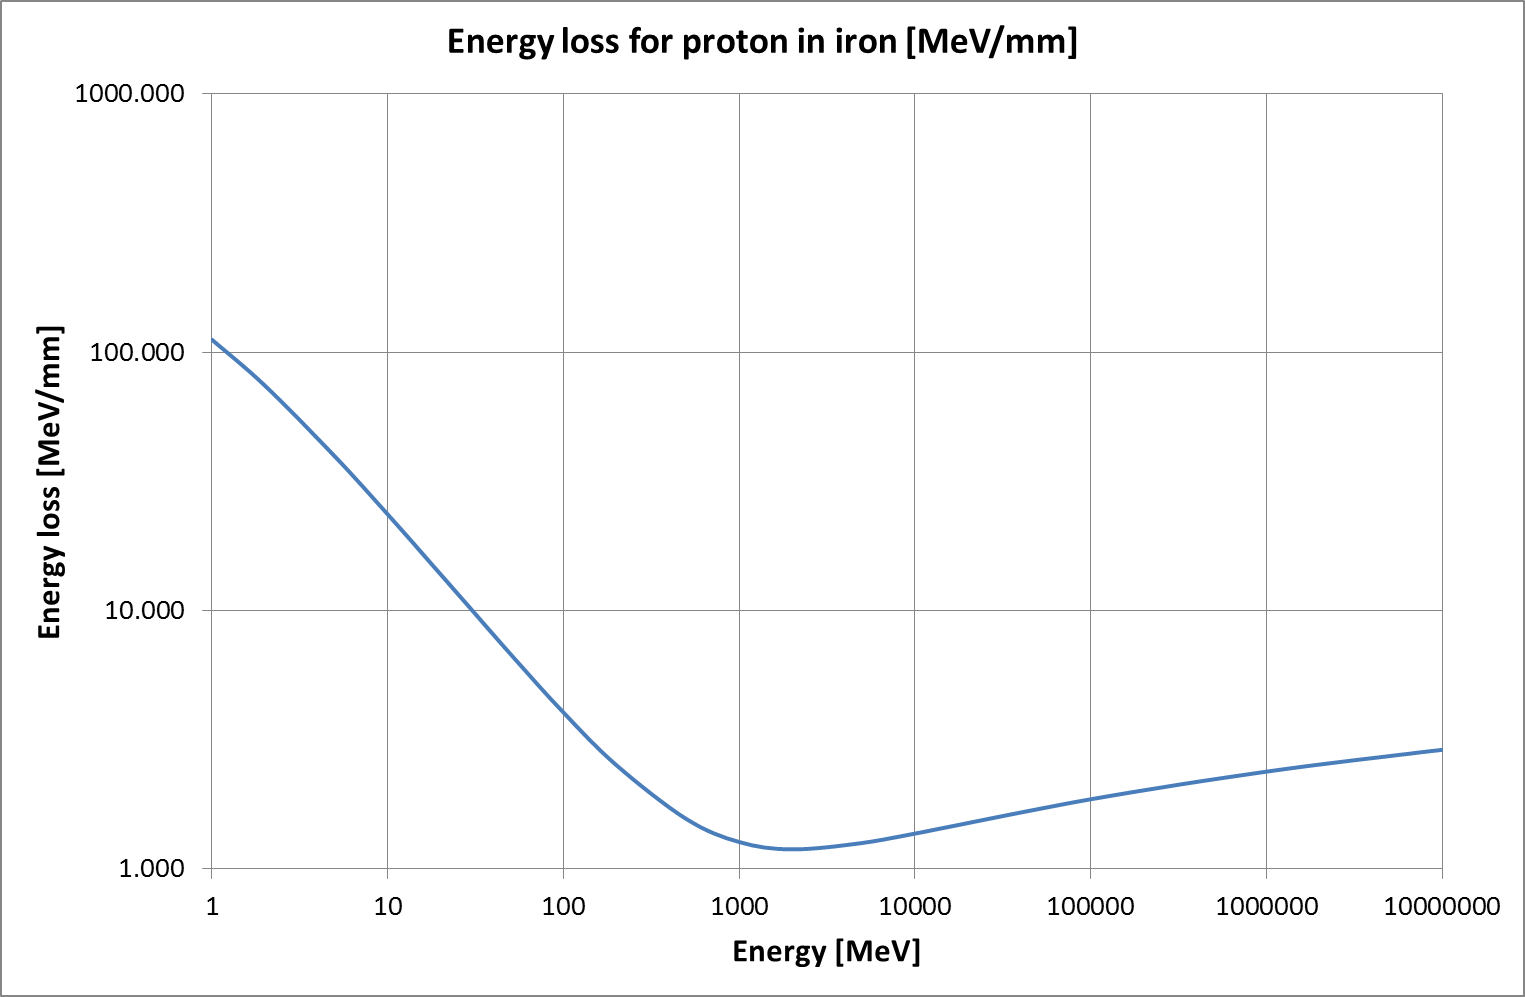 Energy loss for proton in iron [MeV/mm]
1000.000
100.000
10.000
1.000
Energy loss [MeV/mm]
1 10 100 1000 10000 100000 1000000 10000000
Energy [MeV]